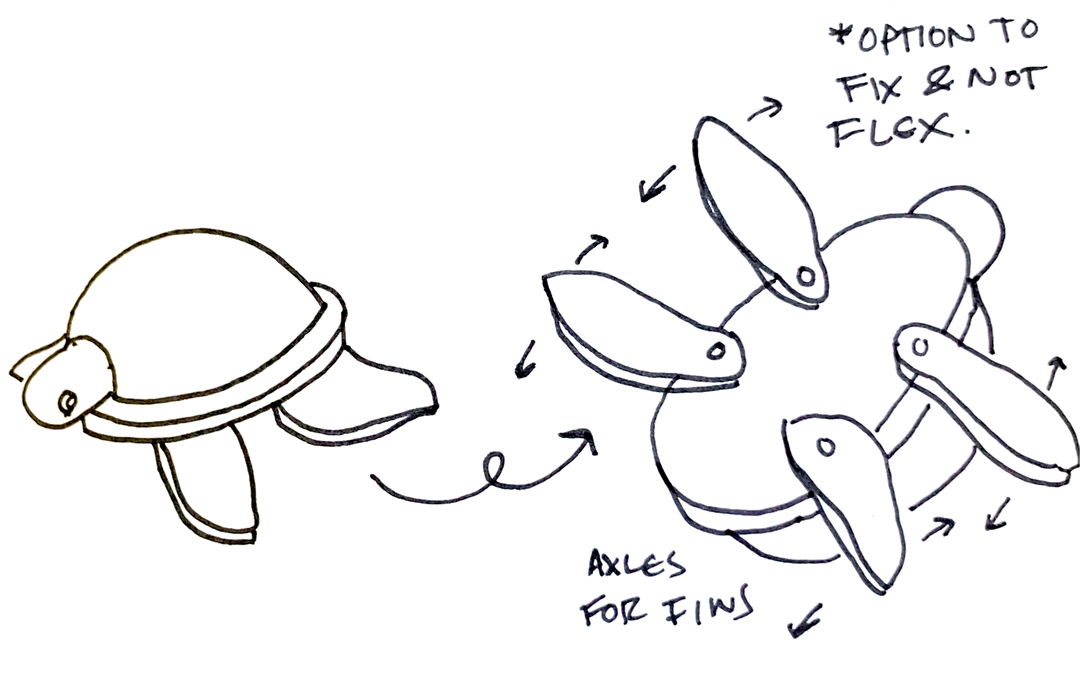 *OPTION TO
FIX & NOT
FLEX.
AXLES
FOR FINS